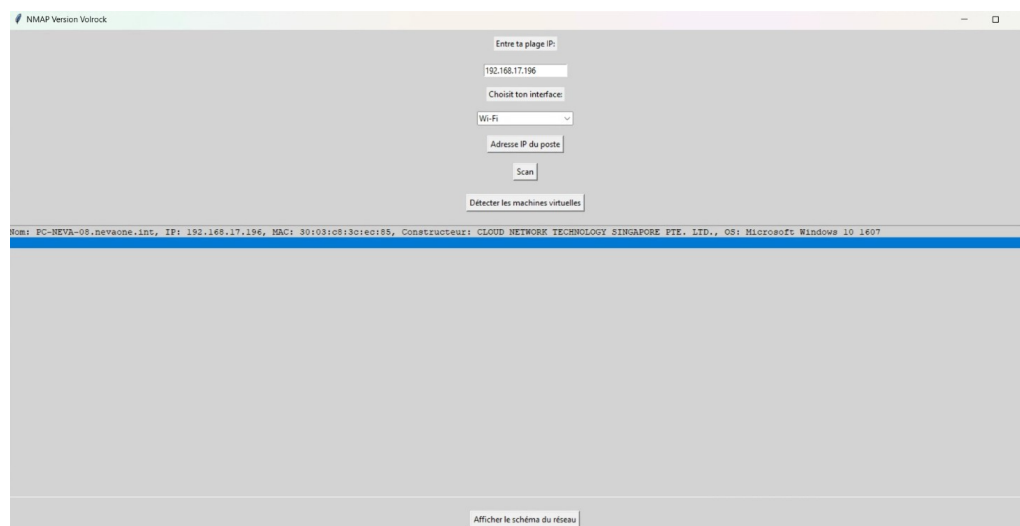 NMAP Version Volrock
Entre ta plage IP:
192.168.17.196
Choisit ton interface:
Wi-Fi
Adresse IP du poste
Scan
Détecter les machines virtuelles
Nom: PC-NEVA-08.nevaone.int, IP: 192.168.17.196, MAC: 30:03:c8:3c:ec:85, Constructeur: CLOUD NETWORK TECHNOLOGY SINGAPORE PTE. LTD., OS: Microsoft Windows 10 1607
Afficher le schéma du réseau